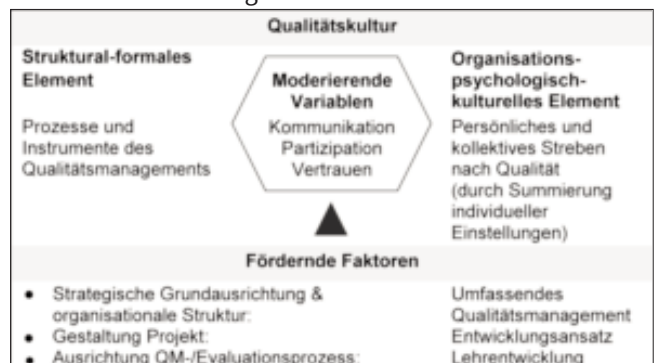 Qualitätskultur
Struktural-formales
Element
Prozesse und
Instrumente des
Qualitätsmanagements
Moderierende
Variablen
Kommunikation
Partizipation
Vertrauen
Organisations-
psychologisch-
kulturelles Element
Persönliches und
kollektives Streben
nach Qualität
(durch Summierung
individueller
Einstellungen)
Fördernde Faktoren
• Strategische Grundausrichtung &
organisationale Struktur:
Umfassendes
Qualitätsmanagement
• Gestaltung Projekt: Entwicklungsansatz
• Ausrichtung QM-/Evaluationsprozess: Lehrentwicklung